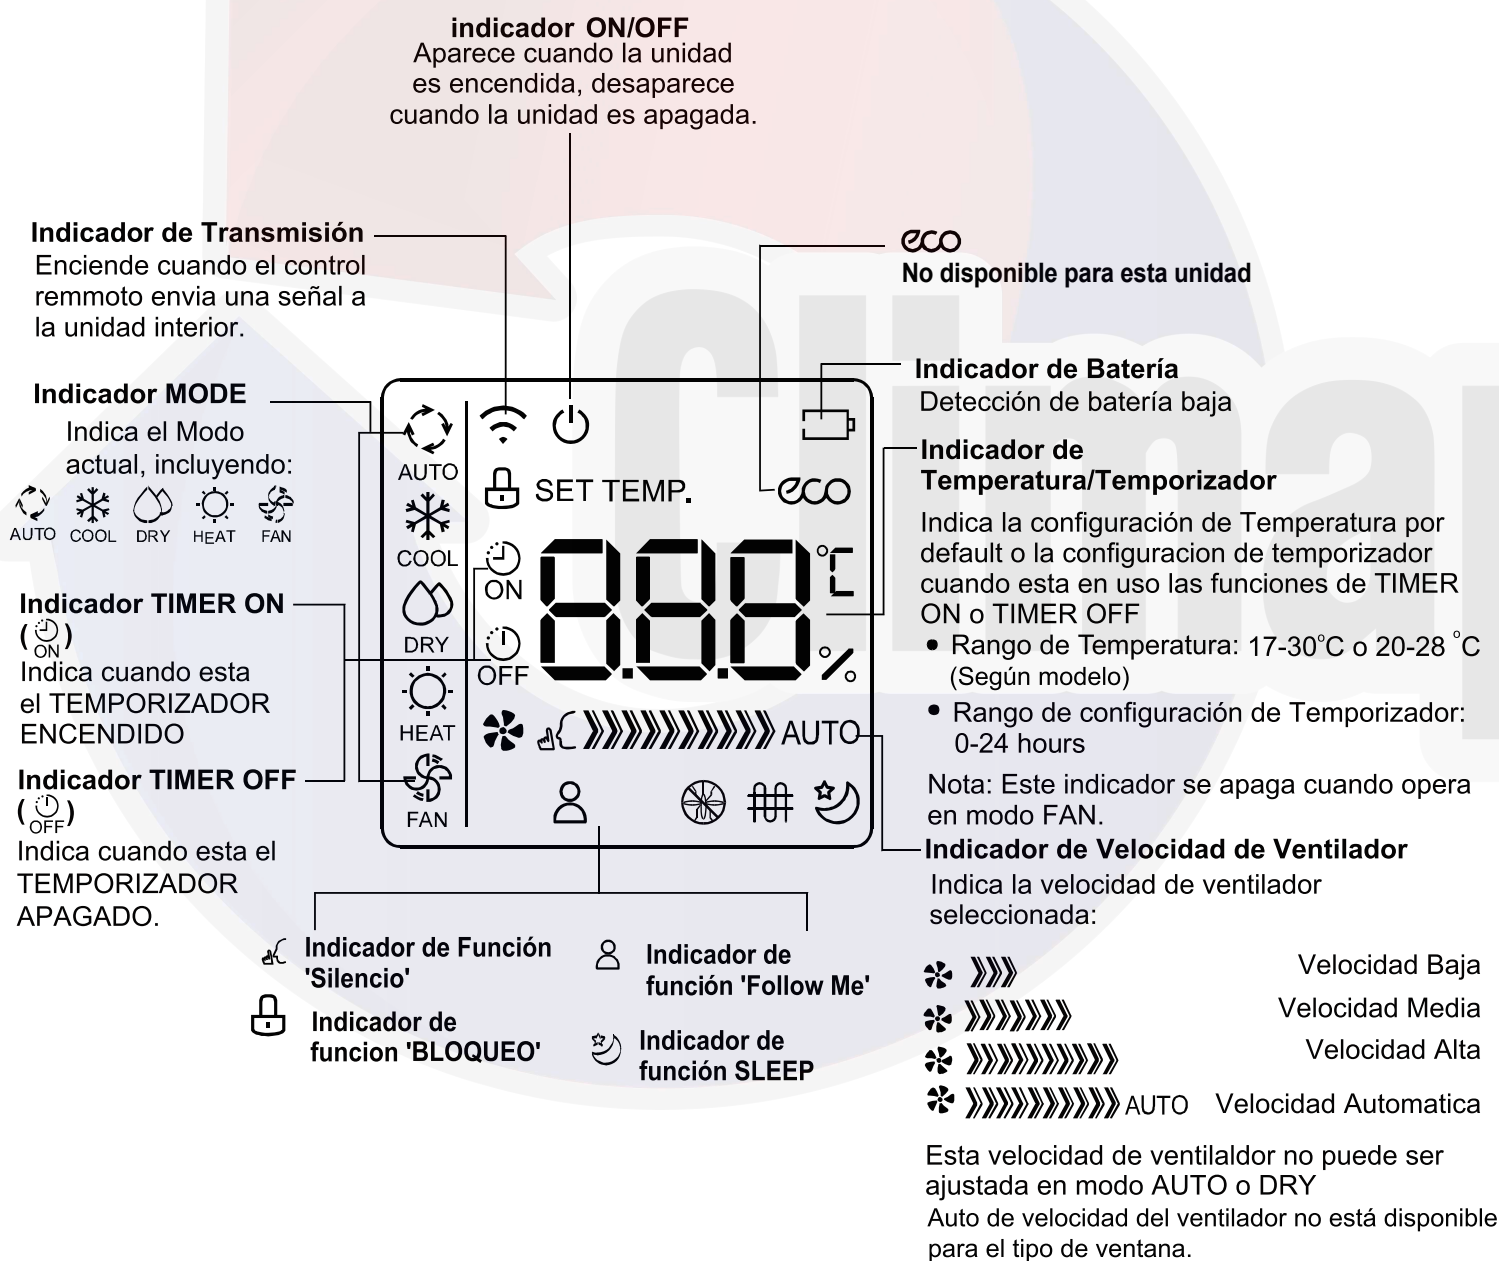 indicador ON/OFF
Aparece cuando la unidad
es encendida, desaparece
cuando la unidad es apagada.
Indicador de Transmisión
Enciende cuando el control
remmoto envia una señal a
la unidad interior.
Indicador MODE
Indica el Modo
actual, incluyendo:
AUTO COOL DRY HEAT FAN
Indicador TIMER ON
(ON)
Indica cuando esta
el TEMPORIZADOR
ENCENDIDO
Indicador TIMER OFF
(OFF)
Indica cuando esta el
TEMPORIZADOR
APAGADO.
AUTO
COOL
DRY
HEAT
FAN
SET TEMP.
eco
ON
OFF
8.8.8
°C
%
AUTO
eco
No disponible para esta unidad
Indicador de Batería
Detección de batería baja
Indicador de
Temperatura/Temporizador
Indica la configuración de Temperatura por
default o la configuracion de temporizador
cuando esta en uso las funciones de TIMER
ON o TIMER OFF
• Rango de Temperatura: 17-30°C o 20-28 °C
(Según modelo)
• Rango de configuración de Temporizador:
0-24 hours
Nota: Este indicador se apaga cuando opera
en modo FAN.
Indicador de Velocidad de Ventilador
Indica la velocidad de ventilador
seleccionada:
Velocidad Baja
Velocidad Media
Velocidad Alta
AUTO Velocidad Automatica
Esta velocidad de ventilaldor no puede ser
ajustada en modo AUTO o DRY
Auto de velocidad del ventilador no está disponible
para el tipo de ventana.
Indicador de Función
'Silencio'
Indicador de
funcion 'BLOQUEO'
Indicador de
función 'Follow Me'
Indicador de
función SLEEP
Climap